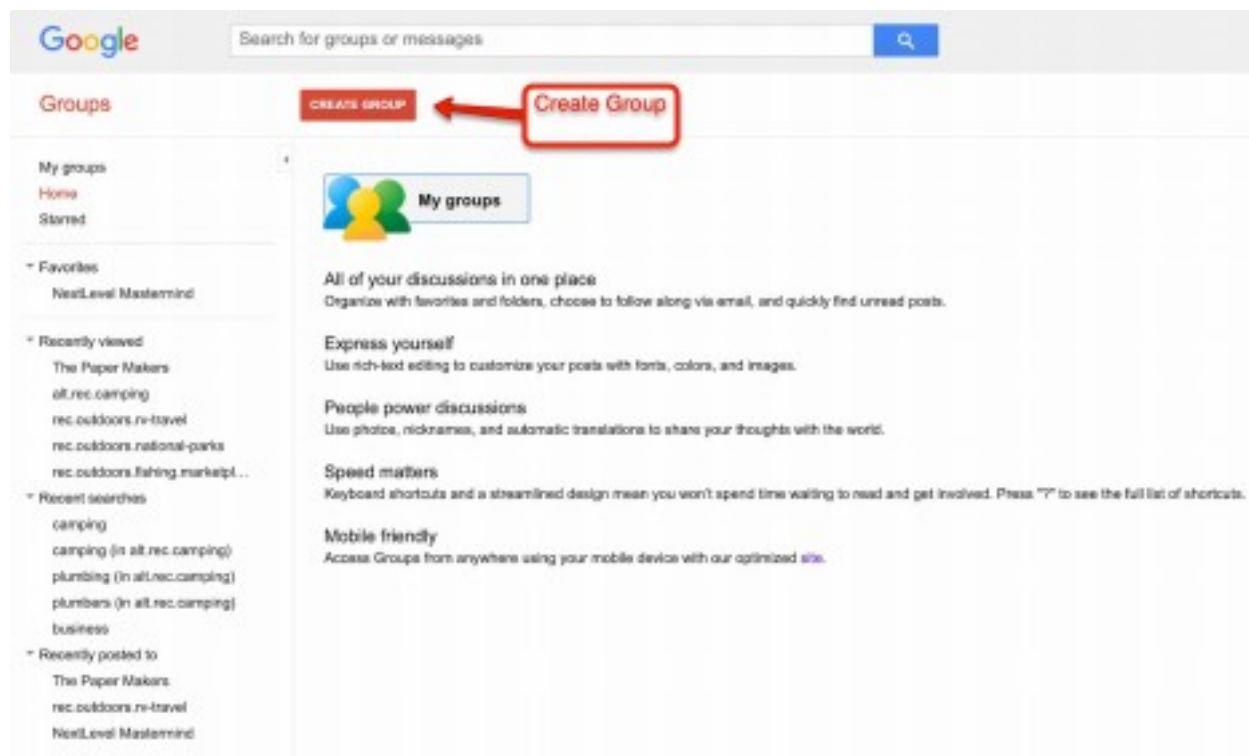 Google
Search for groups or messages
Groups
CREATE GROUP
Create Group
My groups
Home
Starred
Favorites
NextLevel Mastermind
Recently viewed
The Paper Makers
alt.rec.camping
rec.outdoors.rv-travel
rec.outdoors.national-parks
rec.outdoors.fishing.marketpl...
Recent searches
camping
camping (in alt.rec.camping)
plumbing (in alt.rec.camping)
plumbers (in alt.rec.camping)
business
Recently posted to
The Paper Makers
rec.outdoors.rv-travel
NextLevel Mastermind
My groups
All of your discussions in one place
Organize with favorites and folders, choose to follow along via email, and quickly find unread posts.
Express yourself
Use rich-text editing to customize your posts with fonts, colors, and images.
People power discussions
Use photos, nicknames, and automatic translations to share your thoughts with the world.
Speed matters
Keyboard shortcuts and a streamlined design mean you won't spend time waiting to read and get involved. Press "?" to see the full list of shortcuts.
Mobile friendly
Access Groups from anywhere using your mobile device with our optimized site.